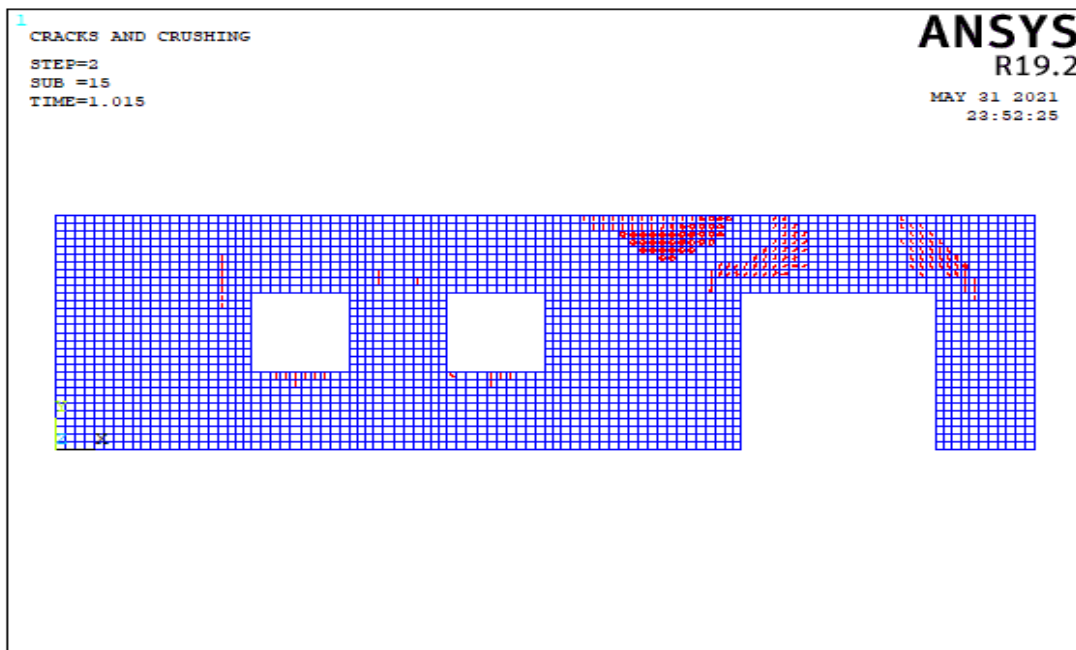 1
CRACKS AND CRUSHING
STEP=2
SUB =15
TIME=1.015
ANSYS
R19.2
MAY 31 2021
23:52:25
Y
Z X